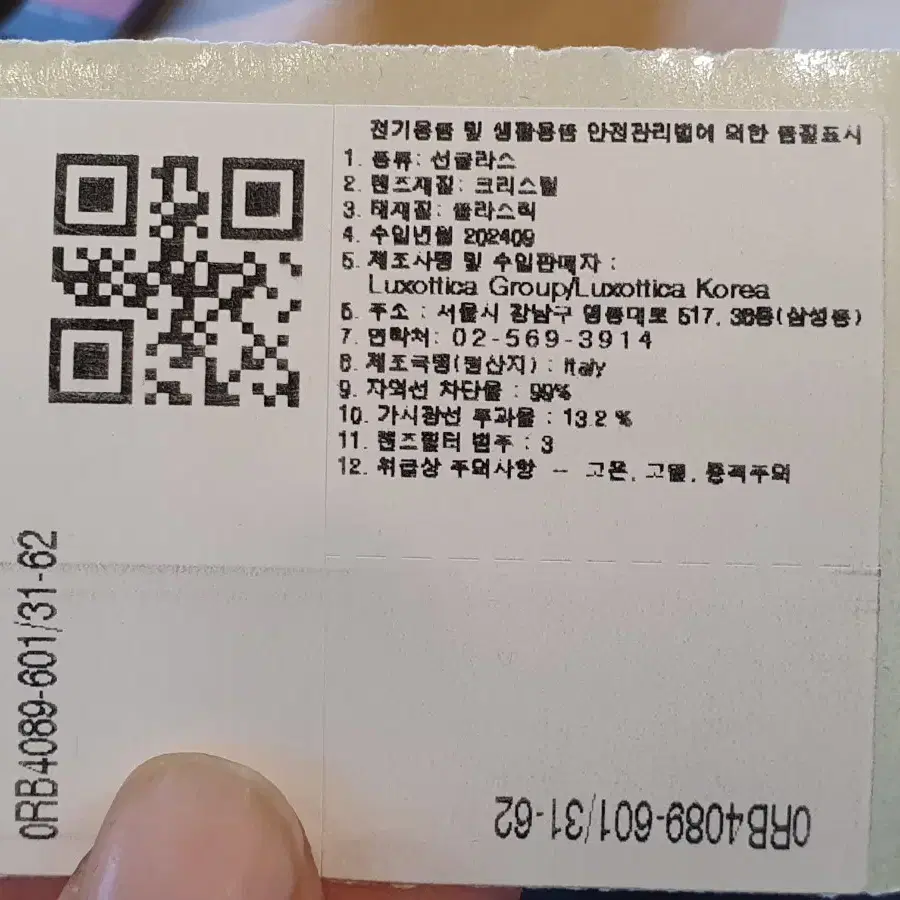 전기용품 및 생활용품 안전관리법에 의한 품질표시
1. 품류: 선글라스
2. 렌즈재질: 크리스털
3. 테재질: 플라스틱
4. 수입년월 202409
5. 제조사명 및 수입판매자 :
Luxottica Group/Luxottica Korea
6. 주소 : 서울시 강남구 영동대로 517, 38층(삼성동)
7. 연락처: 02-569-3914
8. 제조국명(원산지) : Italy
9. 자외선 차단율 : 99%
10. 가시광선 투과율 : 13.2 %
11. 렌즈필터 범주 : 3
12. 취급상 주의사항 - 고온, 고열, 충격주의
0RB4089-601/31-62
0RB4089-601/31-62